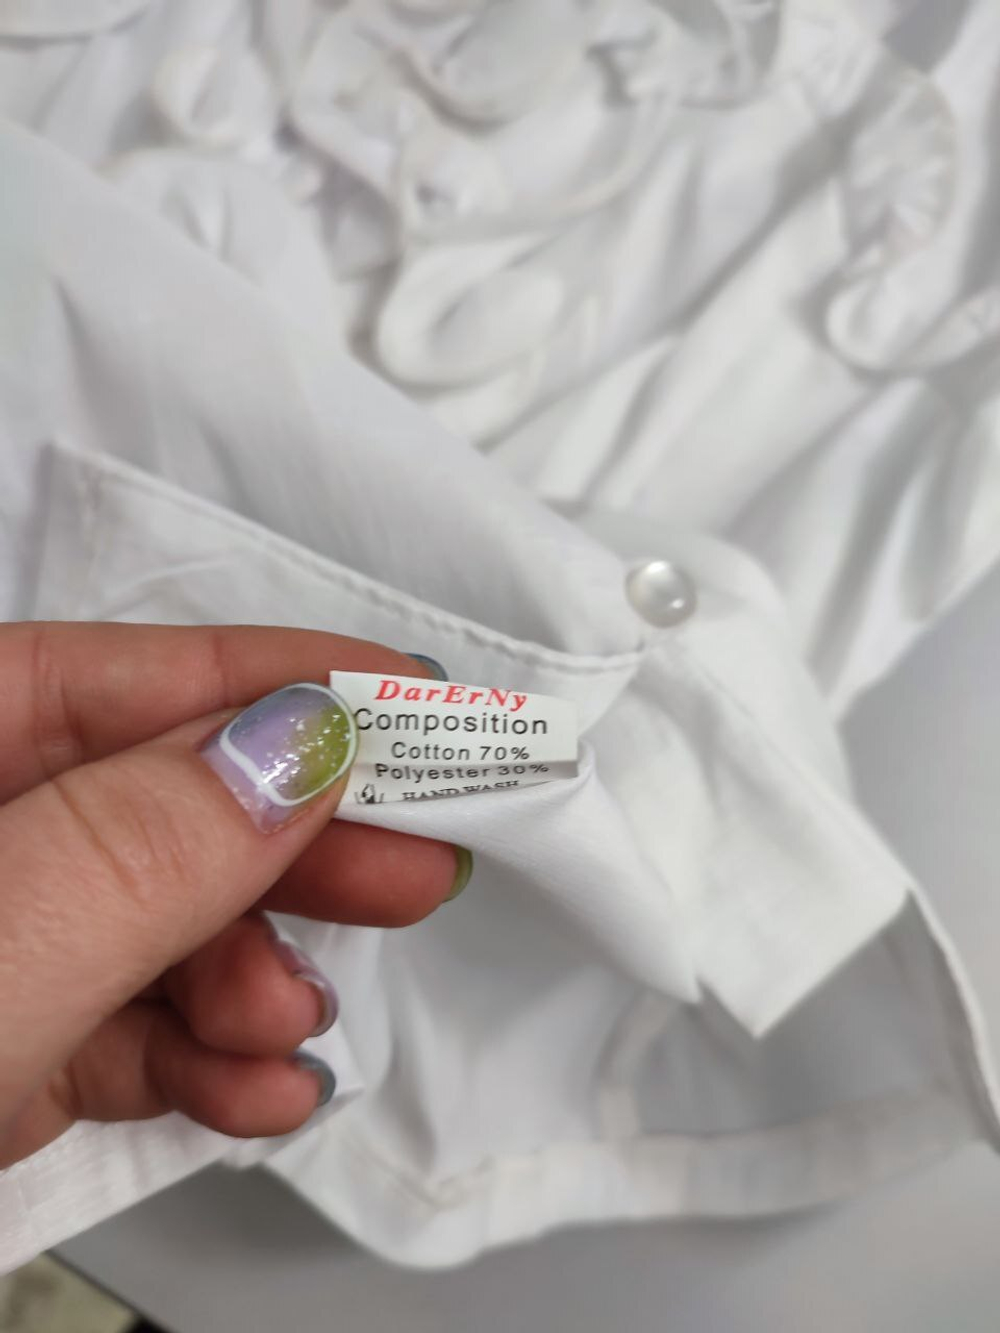 DarErNy
Composition
Cotton 70%
Polyester 30%
HAND WASH